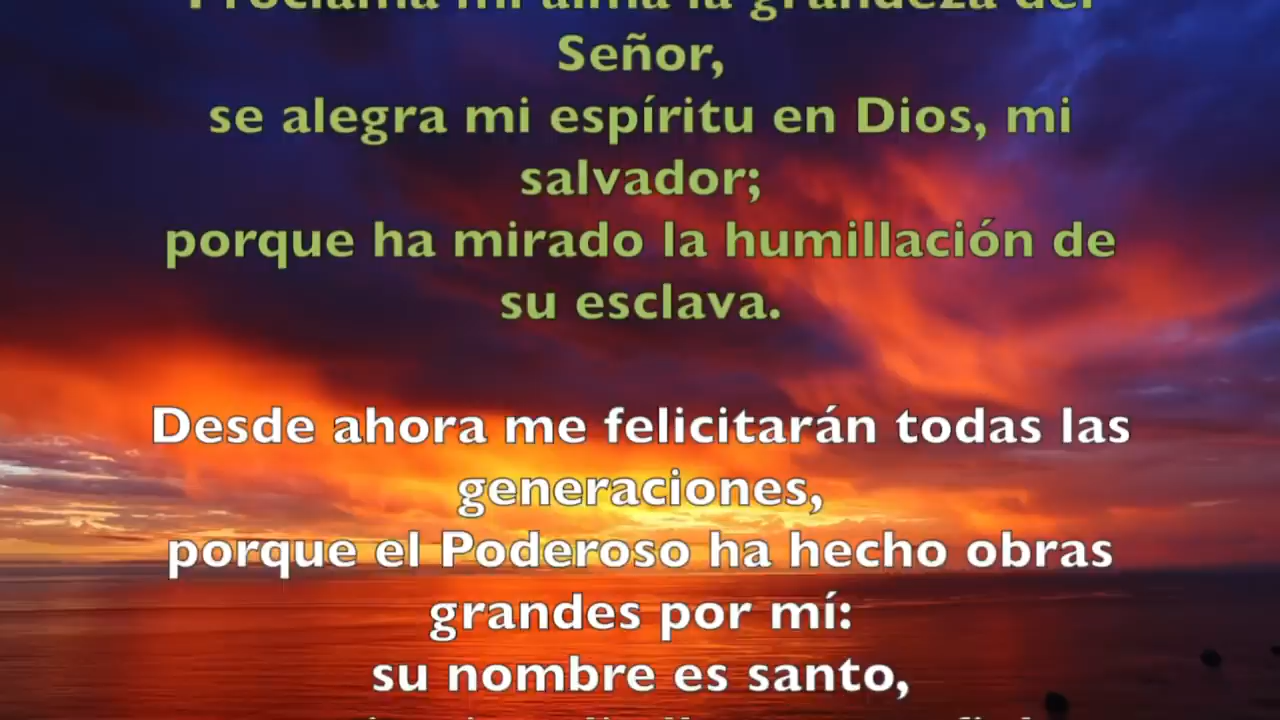 Proclama mi alma la grandeza del
Señor,
se alegra mi espíritu en Dios, mi
salvador;
porque ha mirado la humillación de
su esclava.
Desde ahora me felicitarán todas las
generaciones,
porque el Poderoso ha hecho obras
grandes por mí:
su nombre es santo,